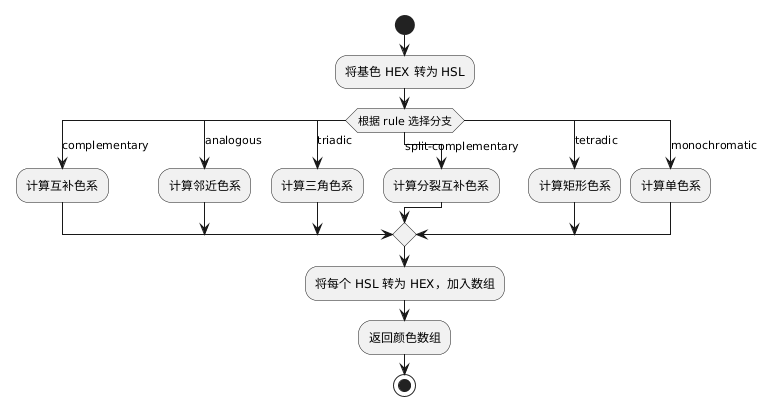 将基色 HEX 转为 HSL
根据 rule 选择分支
complementary
analogous
triadic
split-complementary
tetradic
monochromatic
计算互补色系
计算邻近色系
计算三角色系
计算分裂互补色系
计算矩形色系
计算单色系
将每个 HSL 转为 HEX，加入数组
返回颜色数组